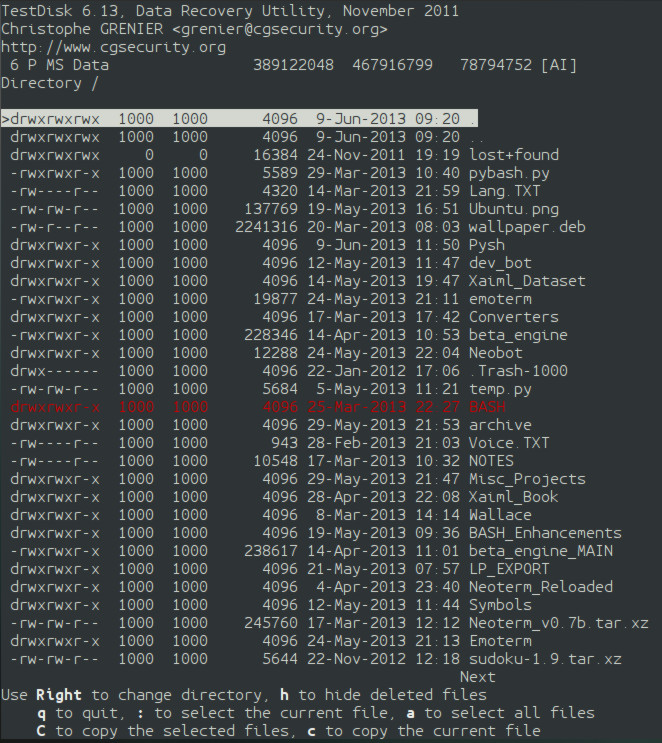 TestDisk 6.13, Data Recovery Utility, November 2011
Christophe GRENIER <grenier@cgsecurity.org>
http://www.cgsecurity.org
 6 P MS Data                389122048  467916799   78794752 [AI]
Directory /
>drwxrwxrwx  1000  1000      4096  9-Jun-2013 09:20 .
 drwxrwxrwx  1000  1000      4096  9-Jun-2013 09:20 ..
 drwxrwxrwx     0     0     16384 24-Nov-2011 19:19 lost+found
 -rwxrwxr-x  1000  1000      5589 29-Mar-2013 10:40 pybash.py
 -rw----r--  1000  1000      4320 14-Mar-2013 21:59 Lang.TXT
 -rw-rw-r--  1000  1000    137769 19-May-2013 16:51 Ubuntu.png
 -rw-r--r--  1000  1000   2241316 20-Mar-2013 08:03 wallpaper.deb
 drwxrwxr-x  1000  1000      4096  9-Jun-2013 11:50 Pysh
 drwxrwxr-x  1000  1000      4096 12-May-2013 11:47 dev_bot
 drwxrwxr-x  1000  1000      4096 14-May-2013 19:47 Xaiml_Dataset
 -rwxrwxr-x  1000  1000     19877 24-May-2013 21:11 emoterm
 drwxrwxr-x  1000  1000      4096 17-Mar-2013 17:42 Converters
 -rwxrwxr-x  1000  1000    228346 14-Apr-2013 10:53 beta_engine
 drwxrwxr-x  1000  1000     12288 24-May-2013 22:04 Neobot
 drwx------  1000  1000      4096 22-Jan-2012 17:06 .Trash-1000
 -rw-rw-r--  1000  1000      5684  5-May-2013 11:21 temp.py
 drwxrwxr-x  1000  1000      4096 25-Mar-2013 22:27 BASH
 drwxrwxr-x  1000  1000      4096 29-May-2013 21:53 archive
 -rw----r--  1000  1000       943 28-Feb-2013 21:03 Voice.TXT
 -rw----r--  1000  1000     10548 17-Mar-2013 10:32 NOTES
 drwxrwxr-x  1000  1000      4096 29-May-2013 21:47 Misc_Projects
 drwxrwxr-x  1000  1000      4096 28-Apr-2013 22:08 Xaiml_Book
 drwxrwxr-x  1000  1000      4096  8-Mar-2013 14:14 Wallace
 drwxrwxr-x  1000  1000      4096 19-May-2013 09:36 BASH_Enhancements
 -rwxrwxr-x  1000  1000    238617 14-Apr-2013 11:01 beta_engine_MAIN
 drwxrwxr-x  1000  1000      4096 21-May-2013 07:57 LP_EXPORT
 drwxrwxr-x  1000  1000      4096  4-Apr-2013 23:40 Neoterm_Reloaded
 drwxrwxr-x  1000  1000      4096 12-May-2013 11:44 Symbols
 -rw-rw-r--  1000  1000    245760 17-Mar-2013 12:12 Neoterm_v0.7b.tar.xz
 drwxrwxr-x  1000  1000      4096 24-May-2013 21:13 Emoterm
 -rw-rw-r--  1000  1000      5644 22-Nov-2012 12:18 sudoku-1.9.tar.xz
Next
Use Right to change directory, h to hide deleted files
    q to quit, : to select the current file, a to select all files
    C to copy the selected files, c to copy the current file